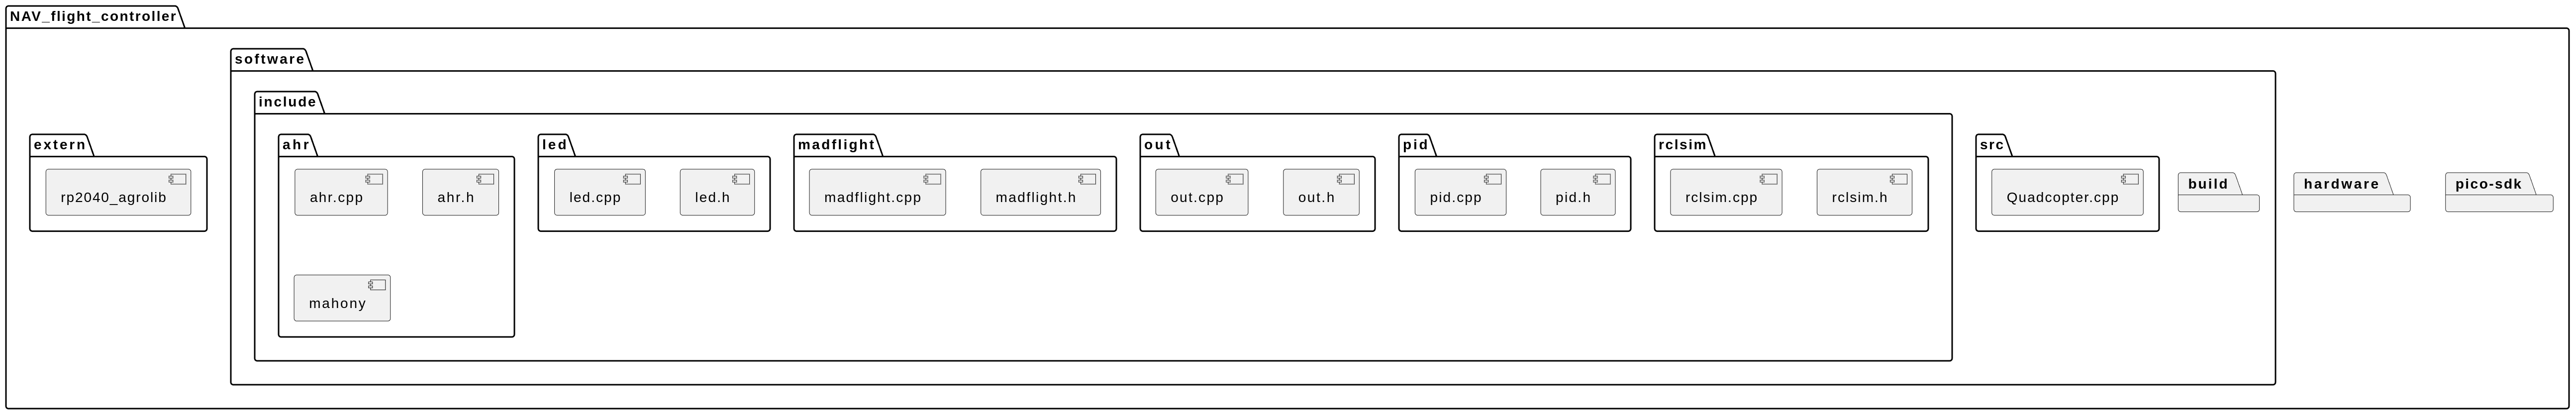 NAV_flight_controller
software
include
extern
rp2040_agrolib
ahr
ahr.cpp
ahr.h
mahony
led
led.cpp
led.h
madflight
madflight.cpp
madflight.h
out
out.cpp
out.h
pid
pid.cpp
pid.h
rclsim
rclsim.cpp
rclsim.h
src
Quadcopter.cpp
build
hardware
pico-sdk